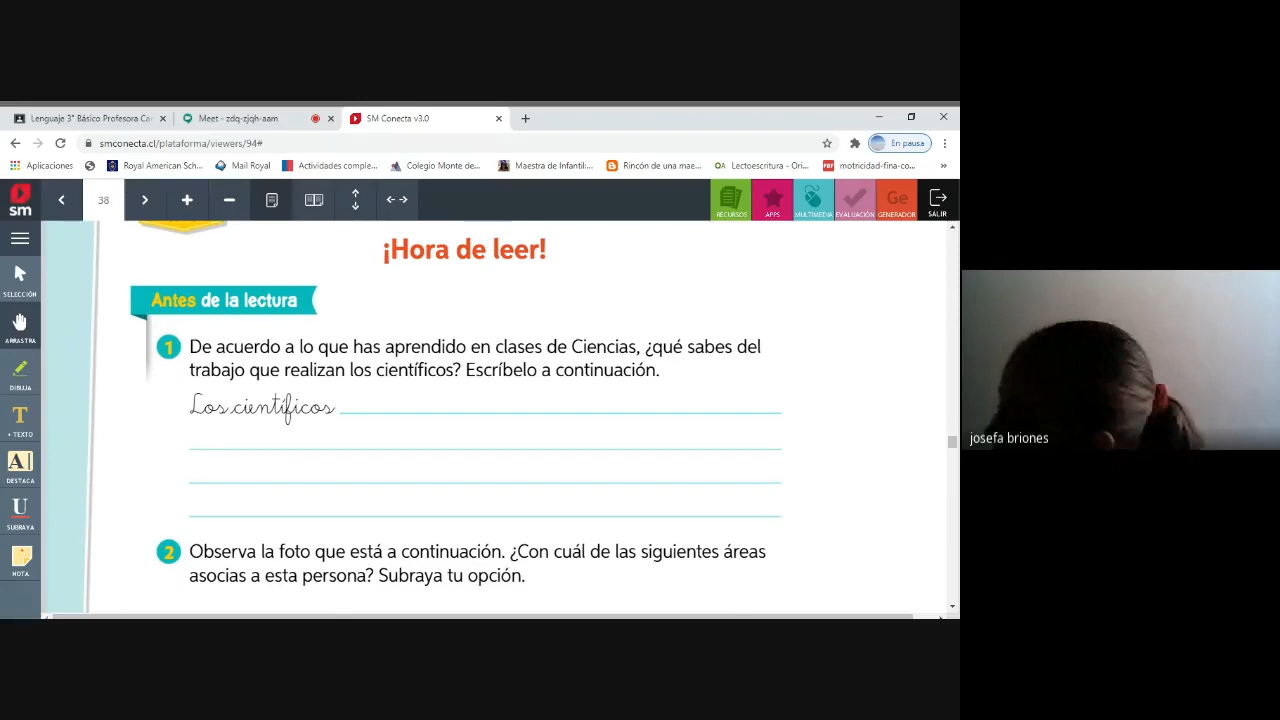 Lenguaje 3° Básico Profesora Ca
Meet - zdq-zjqh-aam
SM Conecta v3.0
smconecta.cl/plataforma/viewers/94#
En pausa
Aplicaciones
Royal American Sch...
Mail Royal
Actividades comple...
Colegio Monte de...
Maestra de Infantil:...
Rincón de una maes...
OA Lectoescritura - Ori...
PDF motricidad-fina-co...
»
sm
38
RECURSOS
APPS
MULTIMEDIA
EVALUACIÓN
Ge
GENERADOR
SALIR
SELECCIÓN
ARRASTRA
DIBUJA
T
+ TEXTO
A
DESTACA
U
SUBRAYA
NOTA
¡Hora de leer!
Antes de la lectura
1 De acuerdo a lo que has aprendido en clases de Ciencias, ¿qué sabes del
trabajo que realizan los científicos? Escríbelo a continuación.
Los científicos
2 Observa la foto que está a continuación. ¿Con cuál de las siguientes áreas
asocias a esta persona? Subraya tu opción.
josefa briones